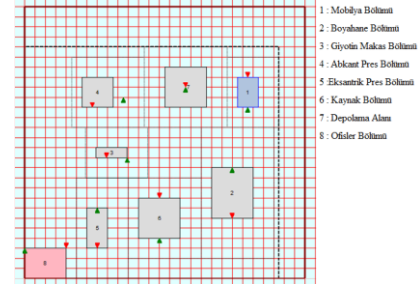 1 : Mobilya Bölümü
2 : Boyahane Bölümü
3 : Giyotin Makas Bölümü
4 : Abkant Pres Bölümü
5 :Eksantrik Pres Bölümü
6 : Kaynak Bölümü
7 : Depolama Alanı
8 : Ofisler Bölümü
4
7
1
3
2
5
6
8